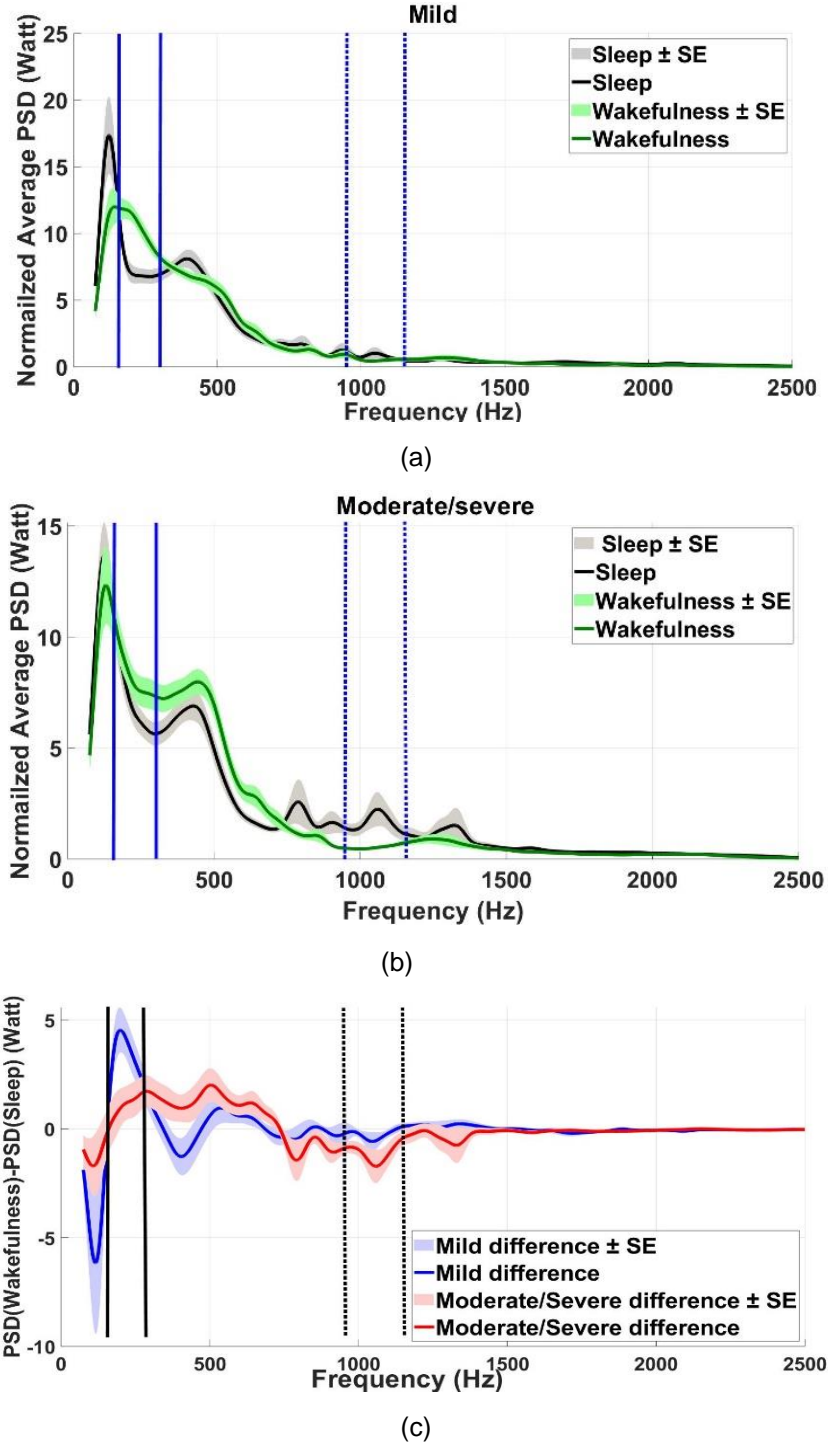 Mild
Normailzed Average PSD (Watt)
25
20
15
10
5
0
Sleep ± SE
Sleep
Wakefulness ± SE
Wakefulness
0 500 1000 1500 2000 2500
Frequency (Hz)
(a)
Moderate/severe
Normailzed Average PSD (Watt)
15
10
5
0
Sleep ± SE
Sleep
Wakefulness ± SE
Wakefulness
0 500 1000 1500 2000 2500
Frequency (Hz)
(b)
PSD(Wakefulness)-PSD(Sleep) (Watt)
5
0
-5
-10
Mild difference ± SE
Mild difference
Moderate/Severe difference ± SE
Moderate/Severe difference
0 500 1000 1500 2000 2500
Frequency (Hz)
(c)